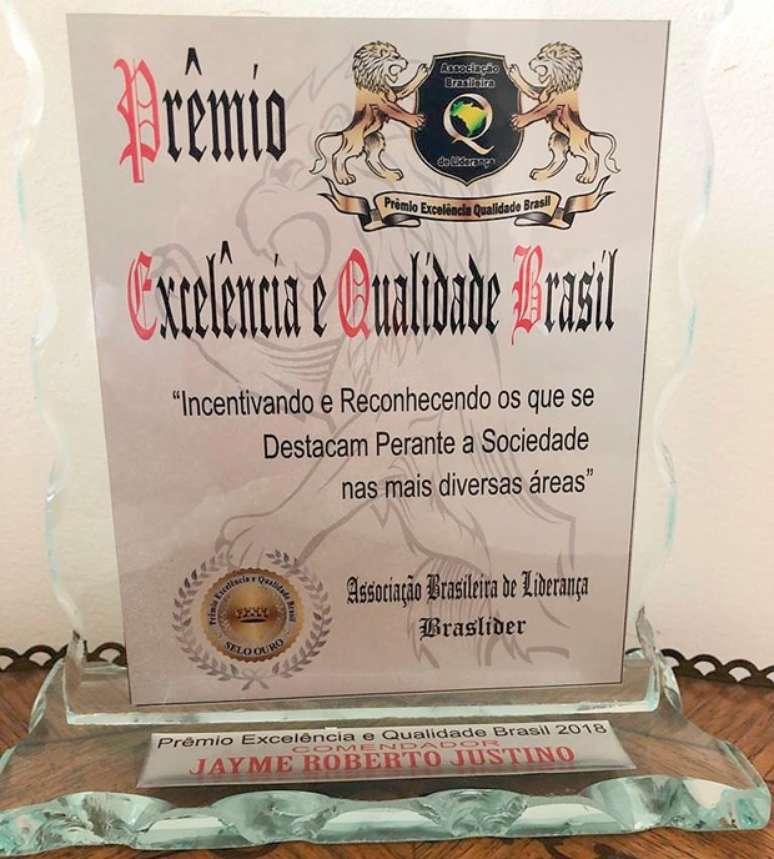 Prêmio
Associação
Brasileira
Q
de Liderança
Prêmio Excelência Qualidade Brasil
Excelência e Qualidade Brasil
“Incentivando e Reconhecendo os que se
Destacam Perante a Sociedade
nas mais diversas áreas”
Prêmio Excelência e Qualidade Brasil
SELO OURO
Associação Brasileira de Liderança
Braslider
Prêmio Excelência e Qualidade Brasil 2018
COMENDADOR
JAYME ROBERTO JUSTINO